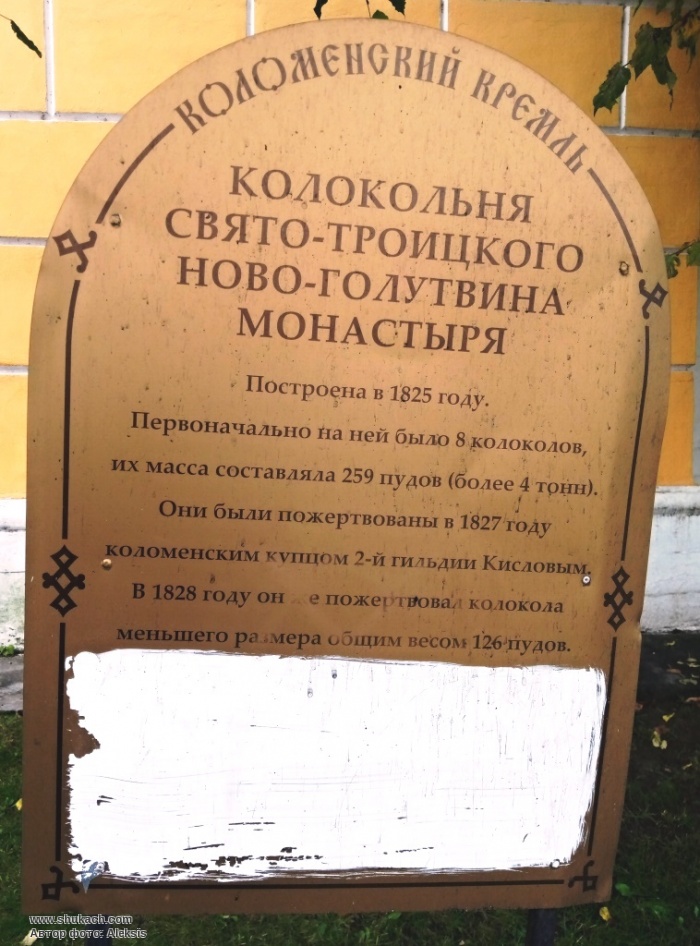 КОЛОМЕНСКИЙ КРЕМЛЬ
КОЛОКОЛЬНЯ
СВЯТО-ТРОИЦКОГО
НОВО-ГОЛУТВИНА
МОНАСТЫРЯ
Построена в 1825 году.
Первоначально на ней было 8 колоколов,
их масса составляла 259 пудов (более 4 тонн).
Они были пожертвованы в 1827 году
коломенским купцом 2-й гильдии Кисловым.
В 1828 году он пожертвовал колокола
меньшего размера общим весом 126 пудов.
www.shukach.com
Автор фото: Aleksis